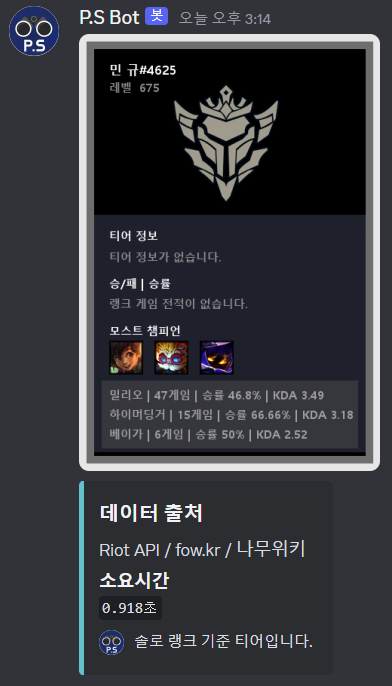 P.S Bot 봇 오늘 오후 3:14
P.S
민 규#4625
레벨 675
티어 정보
티어 정보가 없습니다.
승/패 | 승률
랭크 게임 전적이 없습니다.
모스트 챔피언
밀리오 | 47게임 | 승률 46.8% | KDA 3.49
하이머딩거 | 15게임 | 승률 66.66% | KDA 3.18
베이가 | 6게임 | 승률 50% | KDA 2.52
데이터 출처
Riot API / fow.kr / 나무위키
소요시간
0.918초
P.S 솔로 랭크 기준 티어입니다.